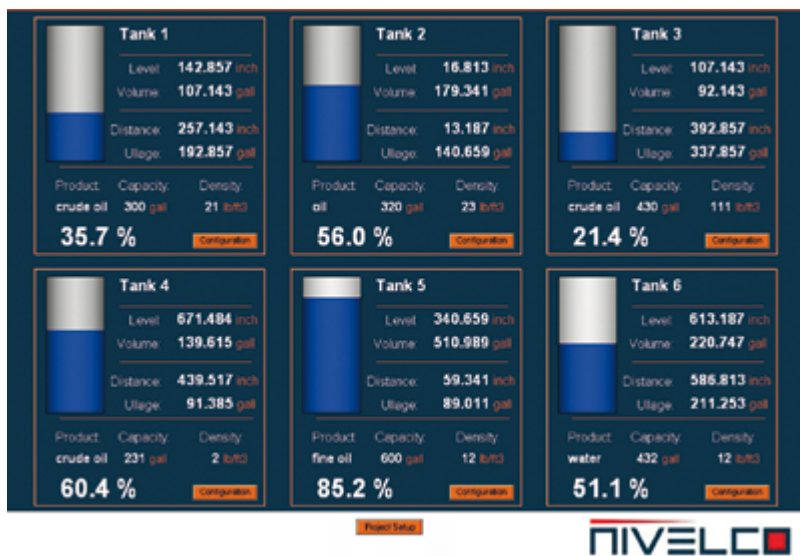 Tank 1
Level: 142.857 inch
Volume: 107.143 gall
Distance: 257.143 inch
Ullage: 192.857 gall
Product: Capacity: Density:
crude oil 300 gall 21 lb/ft3
35.7 % Configuration
Tank 2
Level: 16.813 inch
Volume: 179.341 gall
Distance: 13.187 inch
Ullage: 140.659 gall
Product: Capacity: Density:
oil 320 gall 23 lb/ft3
56.0 % Configuration
Tank 3
Level: 107.143 inch
Volume: 92.143 gall
Distance: 392.857 inch
Ullage: 337.857 gall
Product: Capacity: Density:
crude oil 430 gall 111 lb/ft3
21.4 % Configuration
Tank 4
Level: 671.484 inch
Volume: 139.615 gall
Distance: 439.517 inch
Ullage: 91.385 gall
Product: Capacity: Density:
crude oil 231 gall 2 lb/ft3
60.4 % Configuration
Tank 5
Level: 340.659 inch
Volume: 510.989 gall
Distance: 59.341 inch
Ullage: 89.011 gall
Product: Capacity: Density:
fine oil 600 gall 12 lb/ft3
85.2 % Configuration
Tank 6
Level: 613.187 inch
Volume: 220.747 gall
Distance: 586.813 inch
Ullage: 211.253 gall
Product: Capacity: Density:
water 432 gall 12 lb/ft3
51.1 % Configuration
Project Setup
NIVELCO